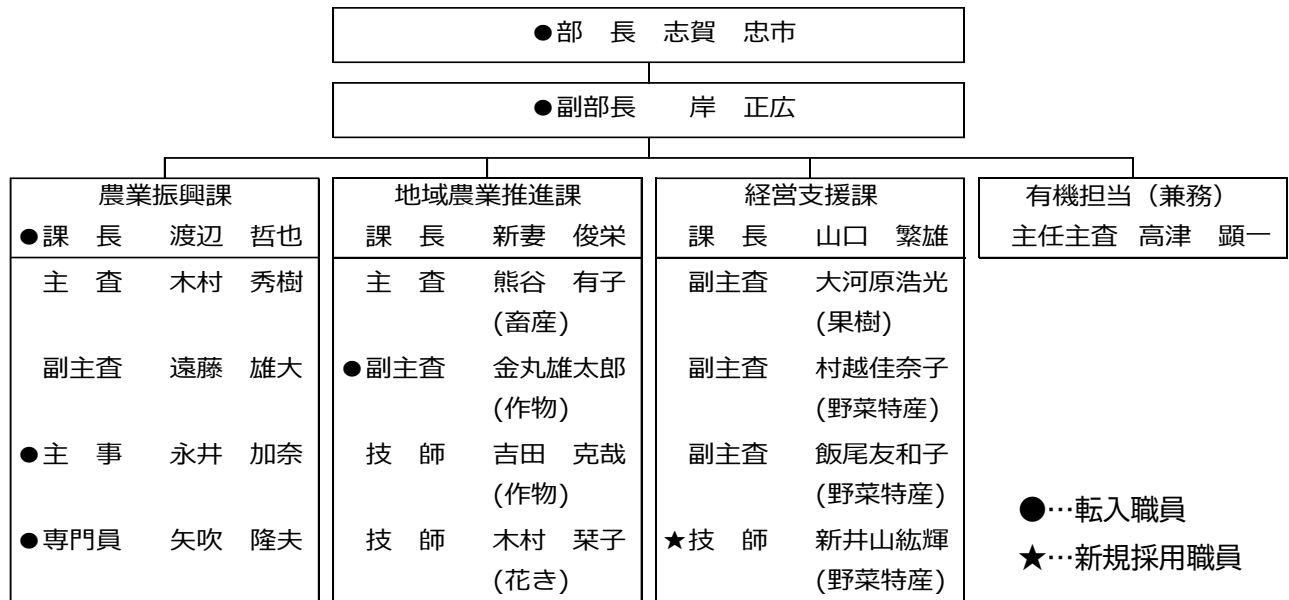 ●部　長　志賀　忠市
●副部長　　岸　正広
農業振興課
●課　長　渡辺　哲也
主　査　木村　秀樹
副主査　遠藤　雄大
●主　事　永井　加奈
●専門員　矢吹　隆夫
地域農業推進課
課　長　新妻　俊栄
主　査　熊谷　有子
(畜産)
●副主査　金丸雄太郎
(作物)
技　師　吉田　克哉
(作物)
技　師　木村　栞子
(花き)
経営支援課
課　長　山口　繁雄
副主査　大河原浩光
(果樹)
副主査　村越佳奈子
(野菜特産)
副主査　飯尾友和子
(野菜特産)
★技　師　新井山紘輝
(野菜特産)
有機担当（兼務）
主任主査　高津　顕一
●…転入職員
★…新規採用職員